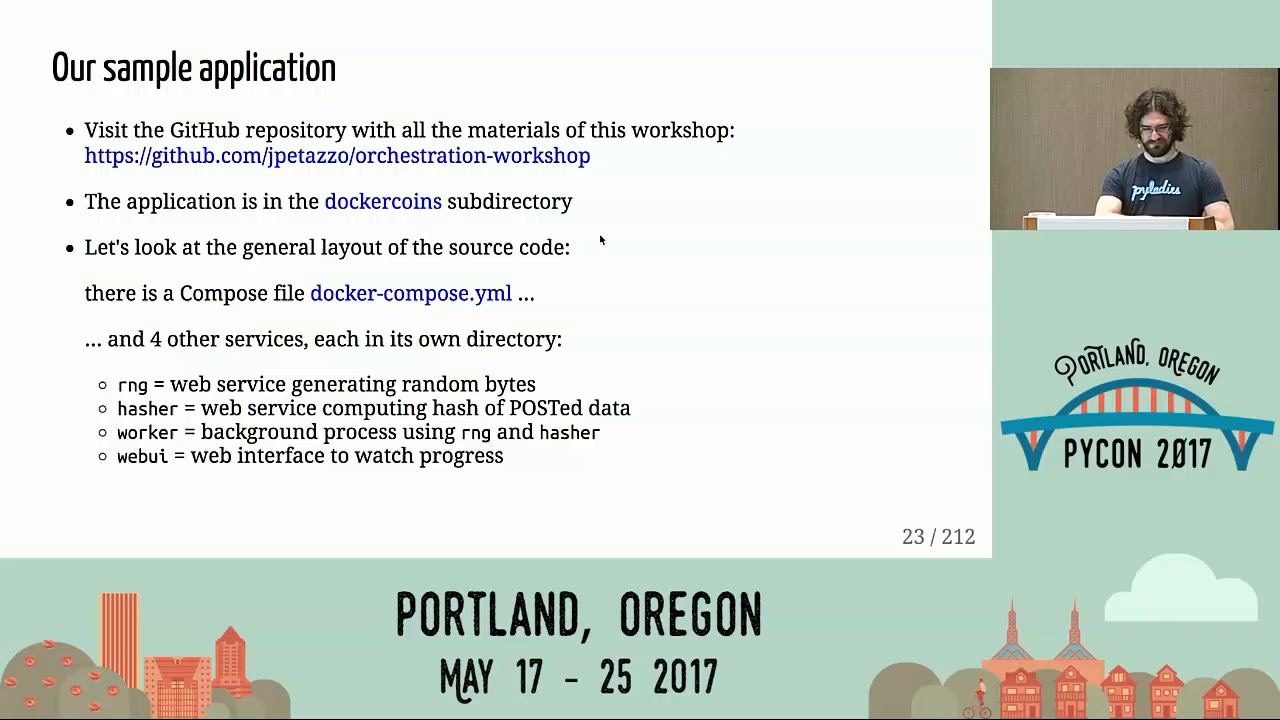 Our sample application
• Visit the GitHub repository with all the materials of this workshop:
https://github.com/jpetazzo/orchestration-workshop
• The application is in the dockercoins subdirectory
• Let's look at the general layout of the source code:
there is a Compose file docker-compose.yml ...
... and 4 other services, each in its own directory:
◦ rng = web service generating random bytes
◦ hasher = web service computing hash of POSTed data
◦ worker = background process using rng and hasher
◦ webui = web interface to watch progress
23 / 212
pyladies
PORTLAND, OREGON
PYCON 2017
PORTLAND, OREGON
MAY 17 - 25 2017